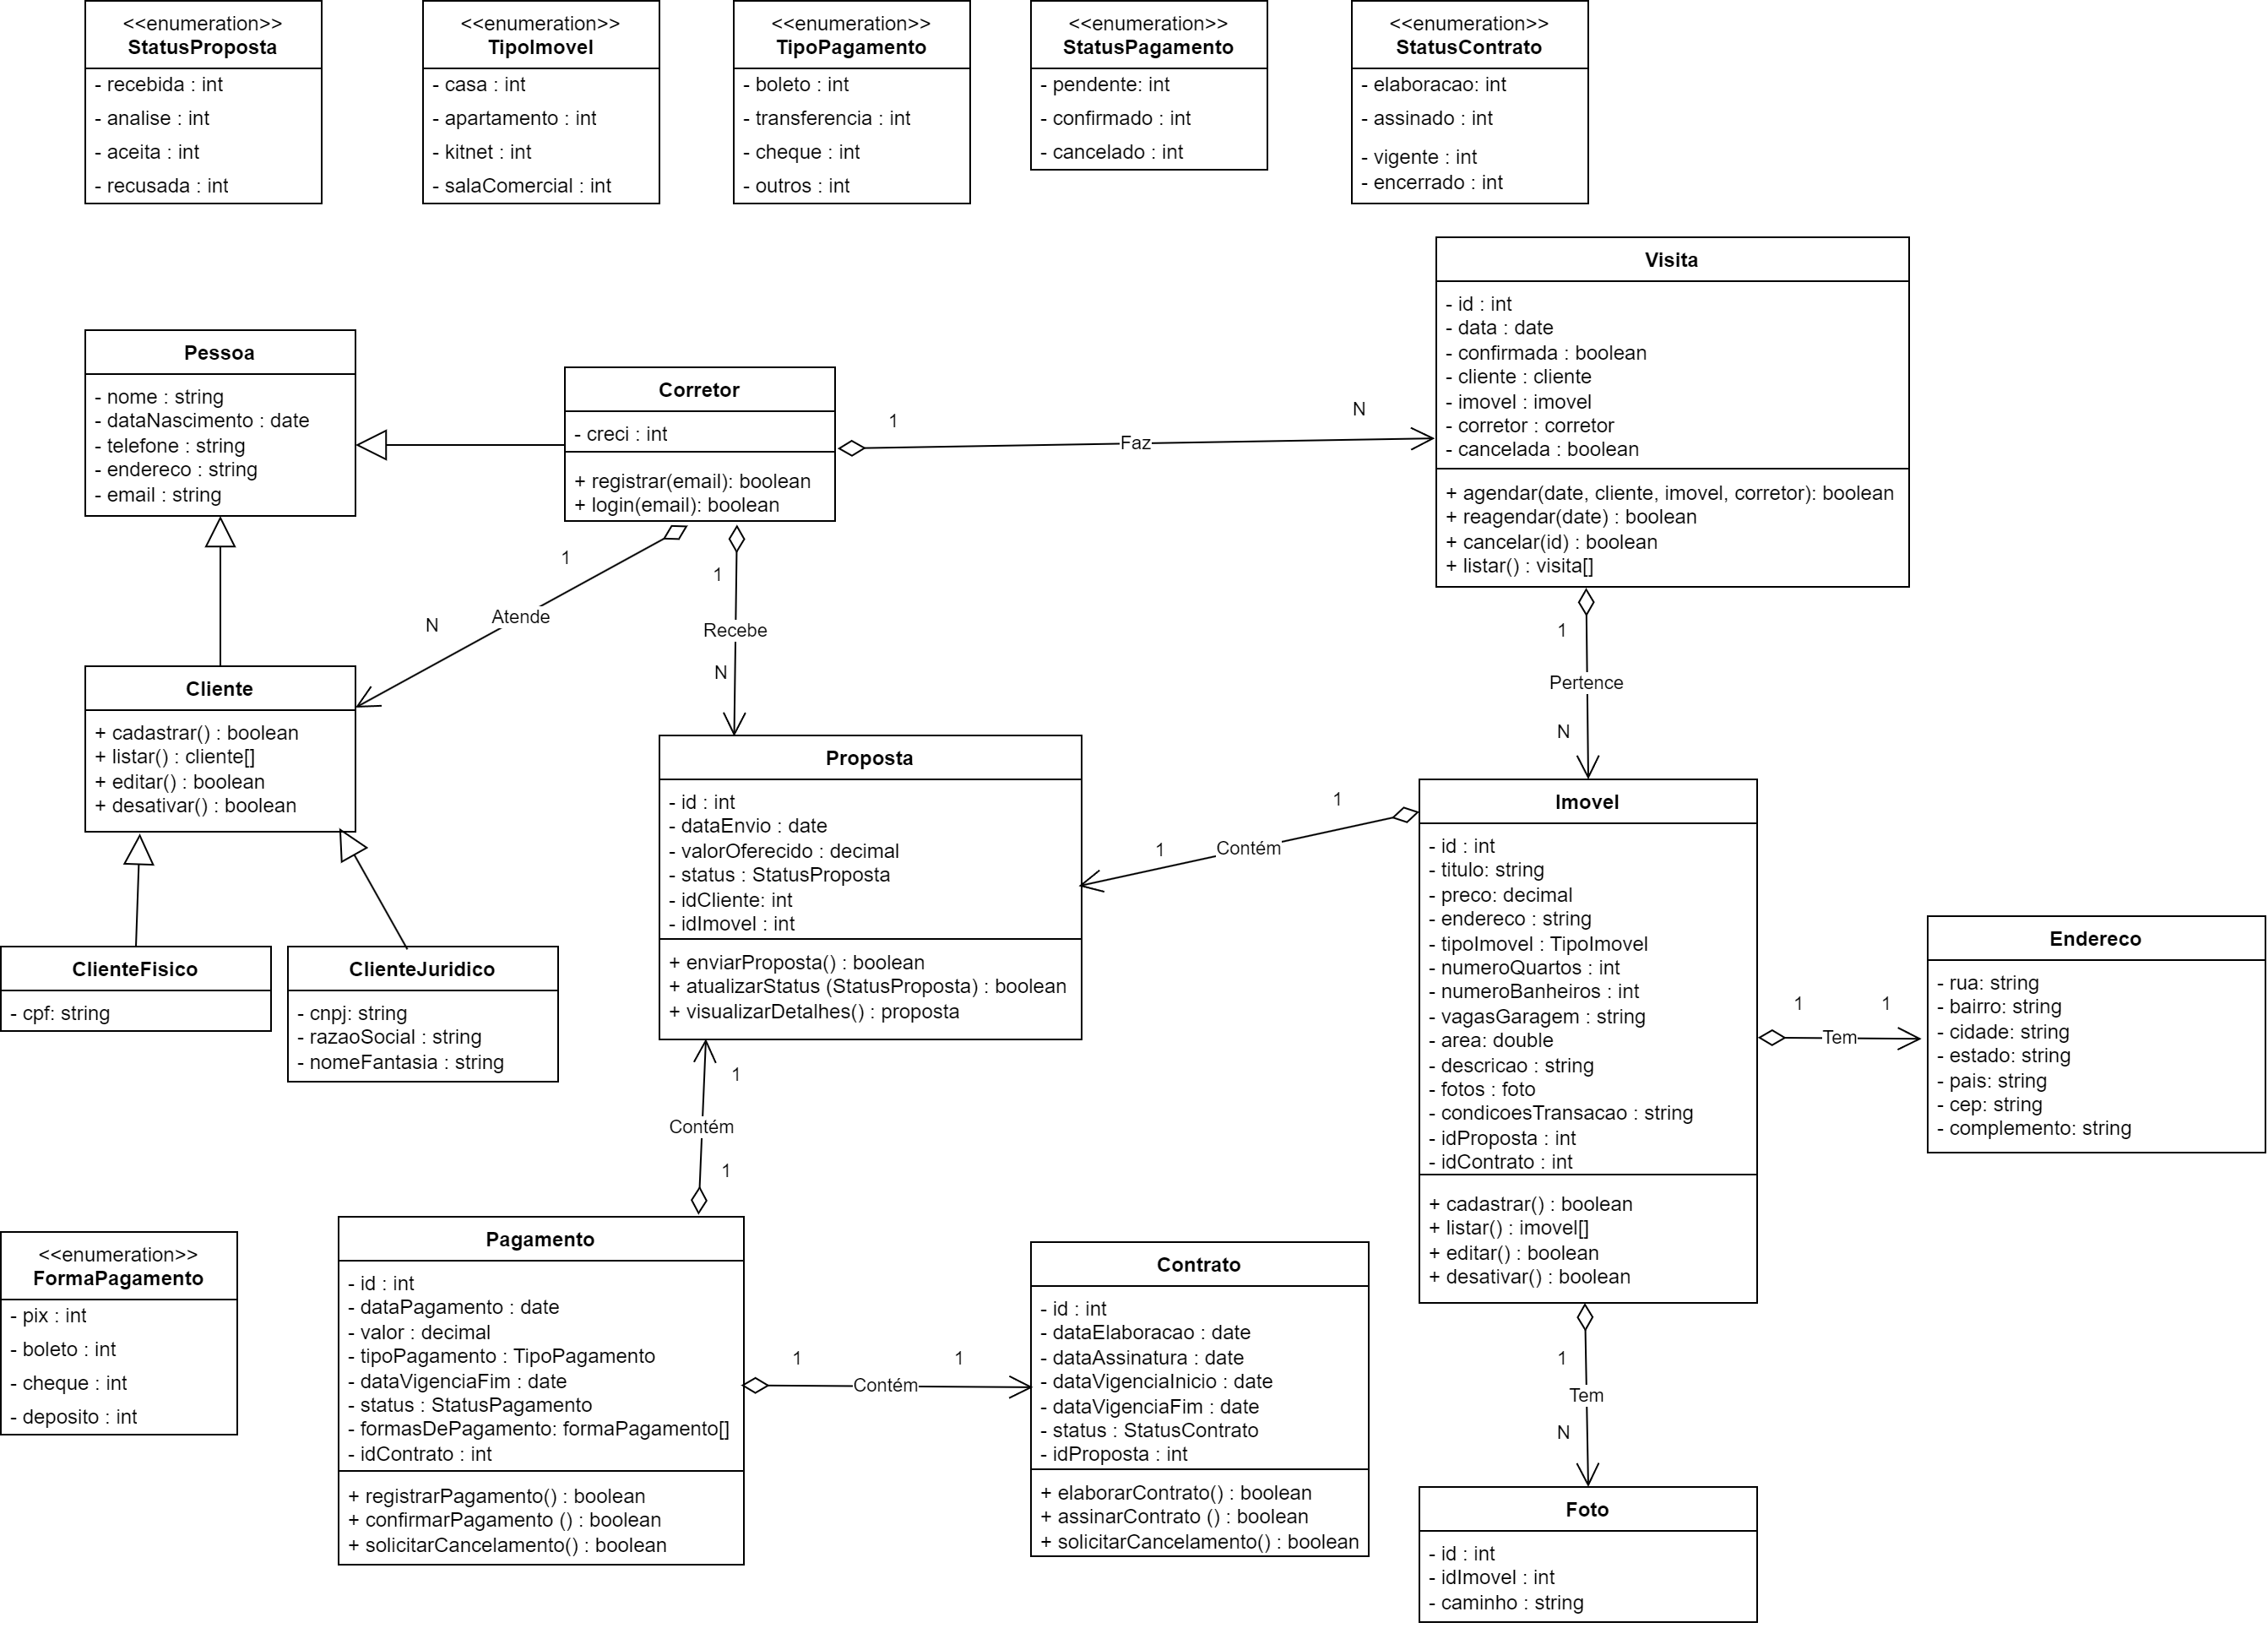 <<enumeration>>
StatusProposta
- recebida : int
- analise : int
- aceita : int
- recusada : int
<<enumeration>>
TipoImovel
- casa : int
- apartamento : int
- kitnet : int
- salaComercial : int
<<enumeration>>
TipoPagamento
- boleto : int
- transferencia : int
- cheque : int
- outros : int
<<enumeration>>
StatusPagamento
- pendente: int
- confirmado : int
- cancelado : int
<<enumeration>>
StatusContrato
- elaboracao: int
- assinado : int
- vigente : int
- encerrado : int
Visita
- id : int
- data : date
- confirmada : boolean
- cliente : cliente
- imovel : imovel
- corretor : corretor
- cancelada : boolean
+ agendar(date, cliente, imovel, corretor): boolean
+ reagendar(date) : boolean
+ cancelar(id) : boolean
+ listar() : visita[]
Pessoa
- nome : string
- dataNascimento : date
- telefone : string
- endereco : string
- email : string
Corretor
- creci : int
+ registrar(email): boolean
+ login(email): boolean
1
Faz
N
1
Atende
N
1
Recebe
N
1
Pertence
N
Cliente
+ cadastrar() : boolean
+ listar() : cliente[]
+ editar() : boolean
+ desativar() : boolean
Proposta
- id : int
- dataEnvio : date
- valorOferecido : decimal
- status : StatusProposta
- idCliente: int
- idImovel : int
+ enviarProposta() : boolean
+ atualizarStatus (StatusProposta) : boolean
+ visualizarDetalhes() : proposta
1
Contém
1
Imovel
- id : int
- titulo: string
- preco: decimal
- endereco : string
- tipoImovel : TipoImovel
- numeroQuartos : int
- numeroBanheiros : int
- vagasGaragem : string
- area: double
- descricao : string
- fotos : foto
- condicoesTransacao : string
- idProposta : int
- idContrato : int
+ cadastrar() : boolean
+ listar() : imovel[]
+ editar() : boolean
+ desativar() : boolean
1
Tem
1
Endereco
- rua: string
- bairro: string
- cidade: string
- estado: string
- pais: string
- cep: string
- complemento: string
ClienteFisico
- cpf: string
ClienteJuridico
- cnpj: string
- razaoSocial : string
- nomeFantasia : string
1
Contém
1
<<enumeration>>
FormaPagamento
- pix : int
- boleto : int
- cheque : int
- deposito : int
Pagamento
- id : int
- dataPagamento : date
- valor : decimal
- tipoPagamento : TipoPagamento
- dataVigenciaFim : date
- status : StatusPagamento
- formasDePagamento: formaPagamento[]
- idContrato : int
+ registrarPagamento() : boolean
+ confirmarPagamento () : boolean
+ solicitarCancelamento() : boolean
1
Contém
1
Contrato
- id : int
- dataElaboracao : date
- dataAssinatura : date
- dataVigenciaInicio : date
- dataVigenciaFim : date
- status : StatusContrato
- idProposta : int
+ elaborarContrato() : boolean
+ assinarContrato () : boolean
+ solicitarCancelamento() : boolean
1
Tem
N
Foto
- id : int
- idImovel : int
- caminho : string